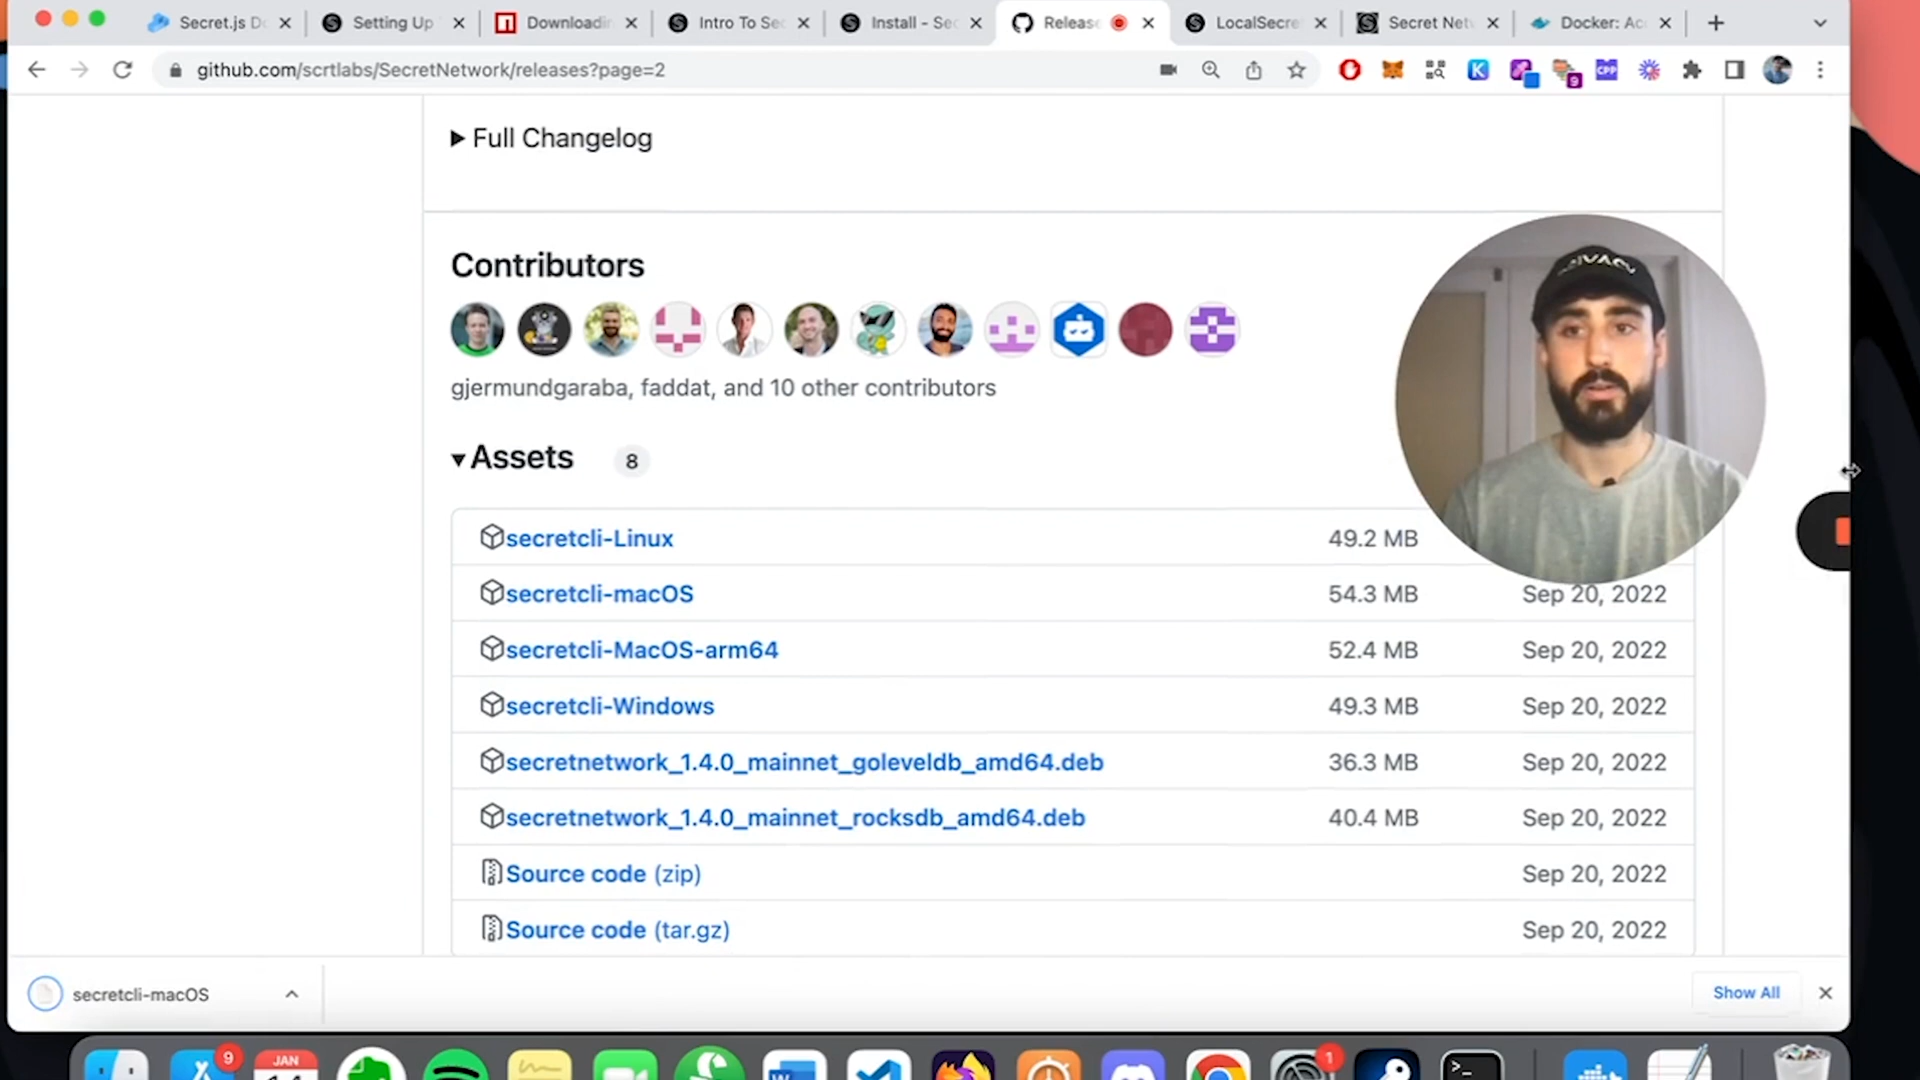 Secret.js D
Setting Up
Downloadin
Intro To Sec
Install - Sec
Releas
LocalSecre
Secret Net
Docker: Ac
github.com/scrtlabs/SecretNetwork/releases?page=2
9
CPP
Full Changelog
Contributors
gjermundgaraba, faddat, and 10 other contributors
Assets 8
secretcli-Linux 49.2 MB
secretcli-macOS 54.3 MB Sep 20, 2022
secretcli-MacOS-arm64 52.4 MB Sep 20, 2022
secretcli-Windows 49.3 MB Sep 20, 2022
secretnetwork_1.4.0_mainnet_goleveldb_amd64.deb 36.3 MB Sep 20, 2022
secretnetwork_1.4.0_mainnet_rocksdb_amd64.deb 40.4 MB Sep 20, 2022
Source code (zip) Sep 20, 2022
Source code (tar.gz) Sep 20, 2022
secretcli-macOS
Show All
9
JAN
1